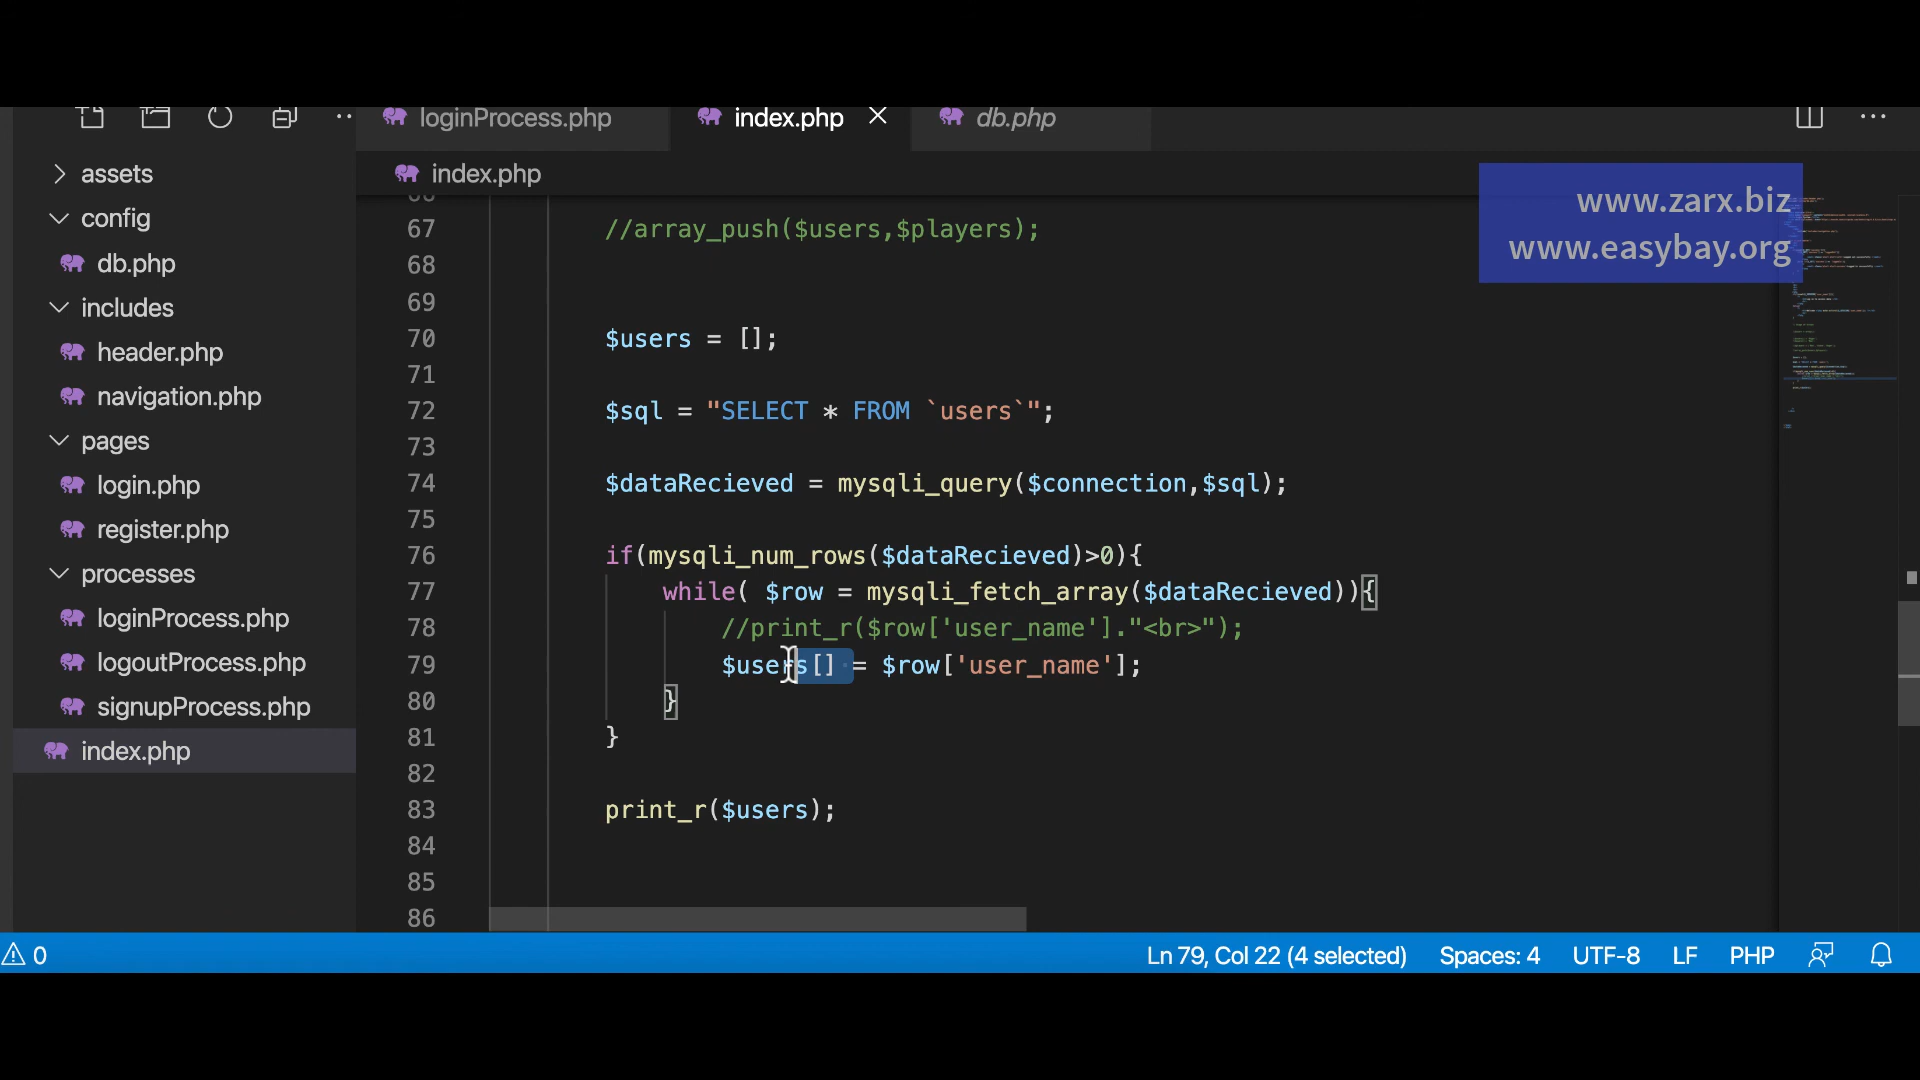 loginProcess.php
index.php
db.php
index.php
www.zarx.biz
www.easybay.org
assets
config
db.php
includes
header.php
navigation.php
pages
login.php
register.php
processes
loginProcess.php
logoutProcess.php
signupProcess.php
index.php
67 //array_push($users,$players);
68
69
70 $users = [];
71
72 $sql = "SELECT * FROM `users`";
73
74 $dataRecieved = mysqli_query($connection,$sql);
75
76 if(mysqli_num_rows($dataRecieved)>0){
77 while( $row = mysqli_fetch_array($dataRecieved)){
78 //print_r($row['user_name']."<br>");
79 $users[] = $row['user_name'];
80 }
81 }
82
83 print_r($users);
84
85
86
0
Ln 79, Col 22 (4 selected)
Spaces: 4
UTF-8
LF
PHP